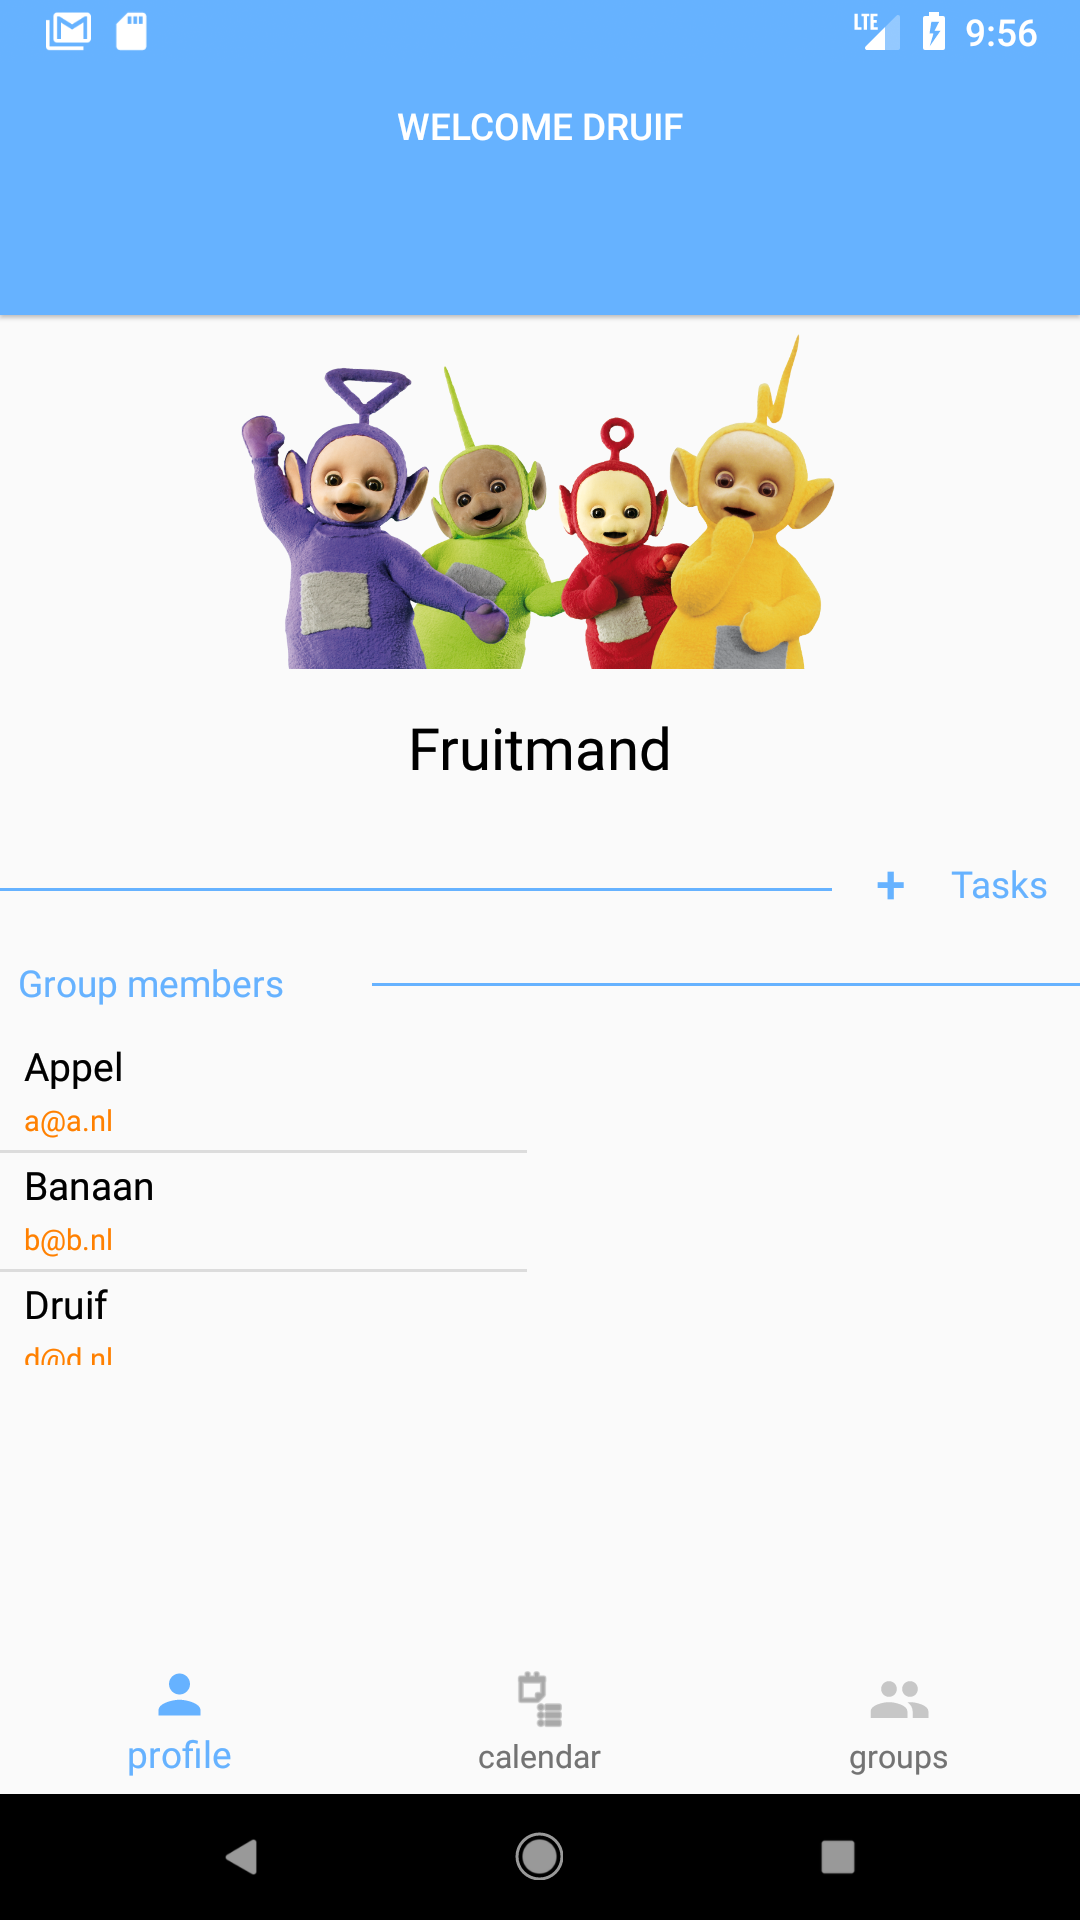 LTE 9:56
WELCOME DRUIF
Fruitmand
+ Tasks
Group members
Appel
a@a.nl
Banaan
b@b.nl
Druif
d@d.nl
profile
calendar
groups